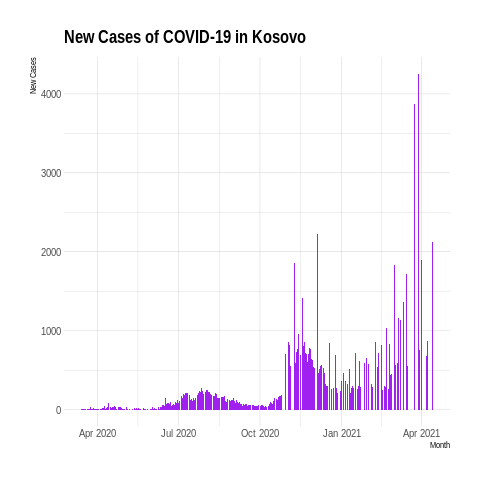 New Cases of COVID-19 in Kosovo
New Cases
4000
3000
2000
1000
0
Apr 2020 Jul 2020 Oct 2020 Jan 2021 Apr 2021
Month